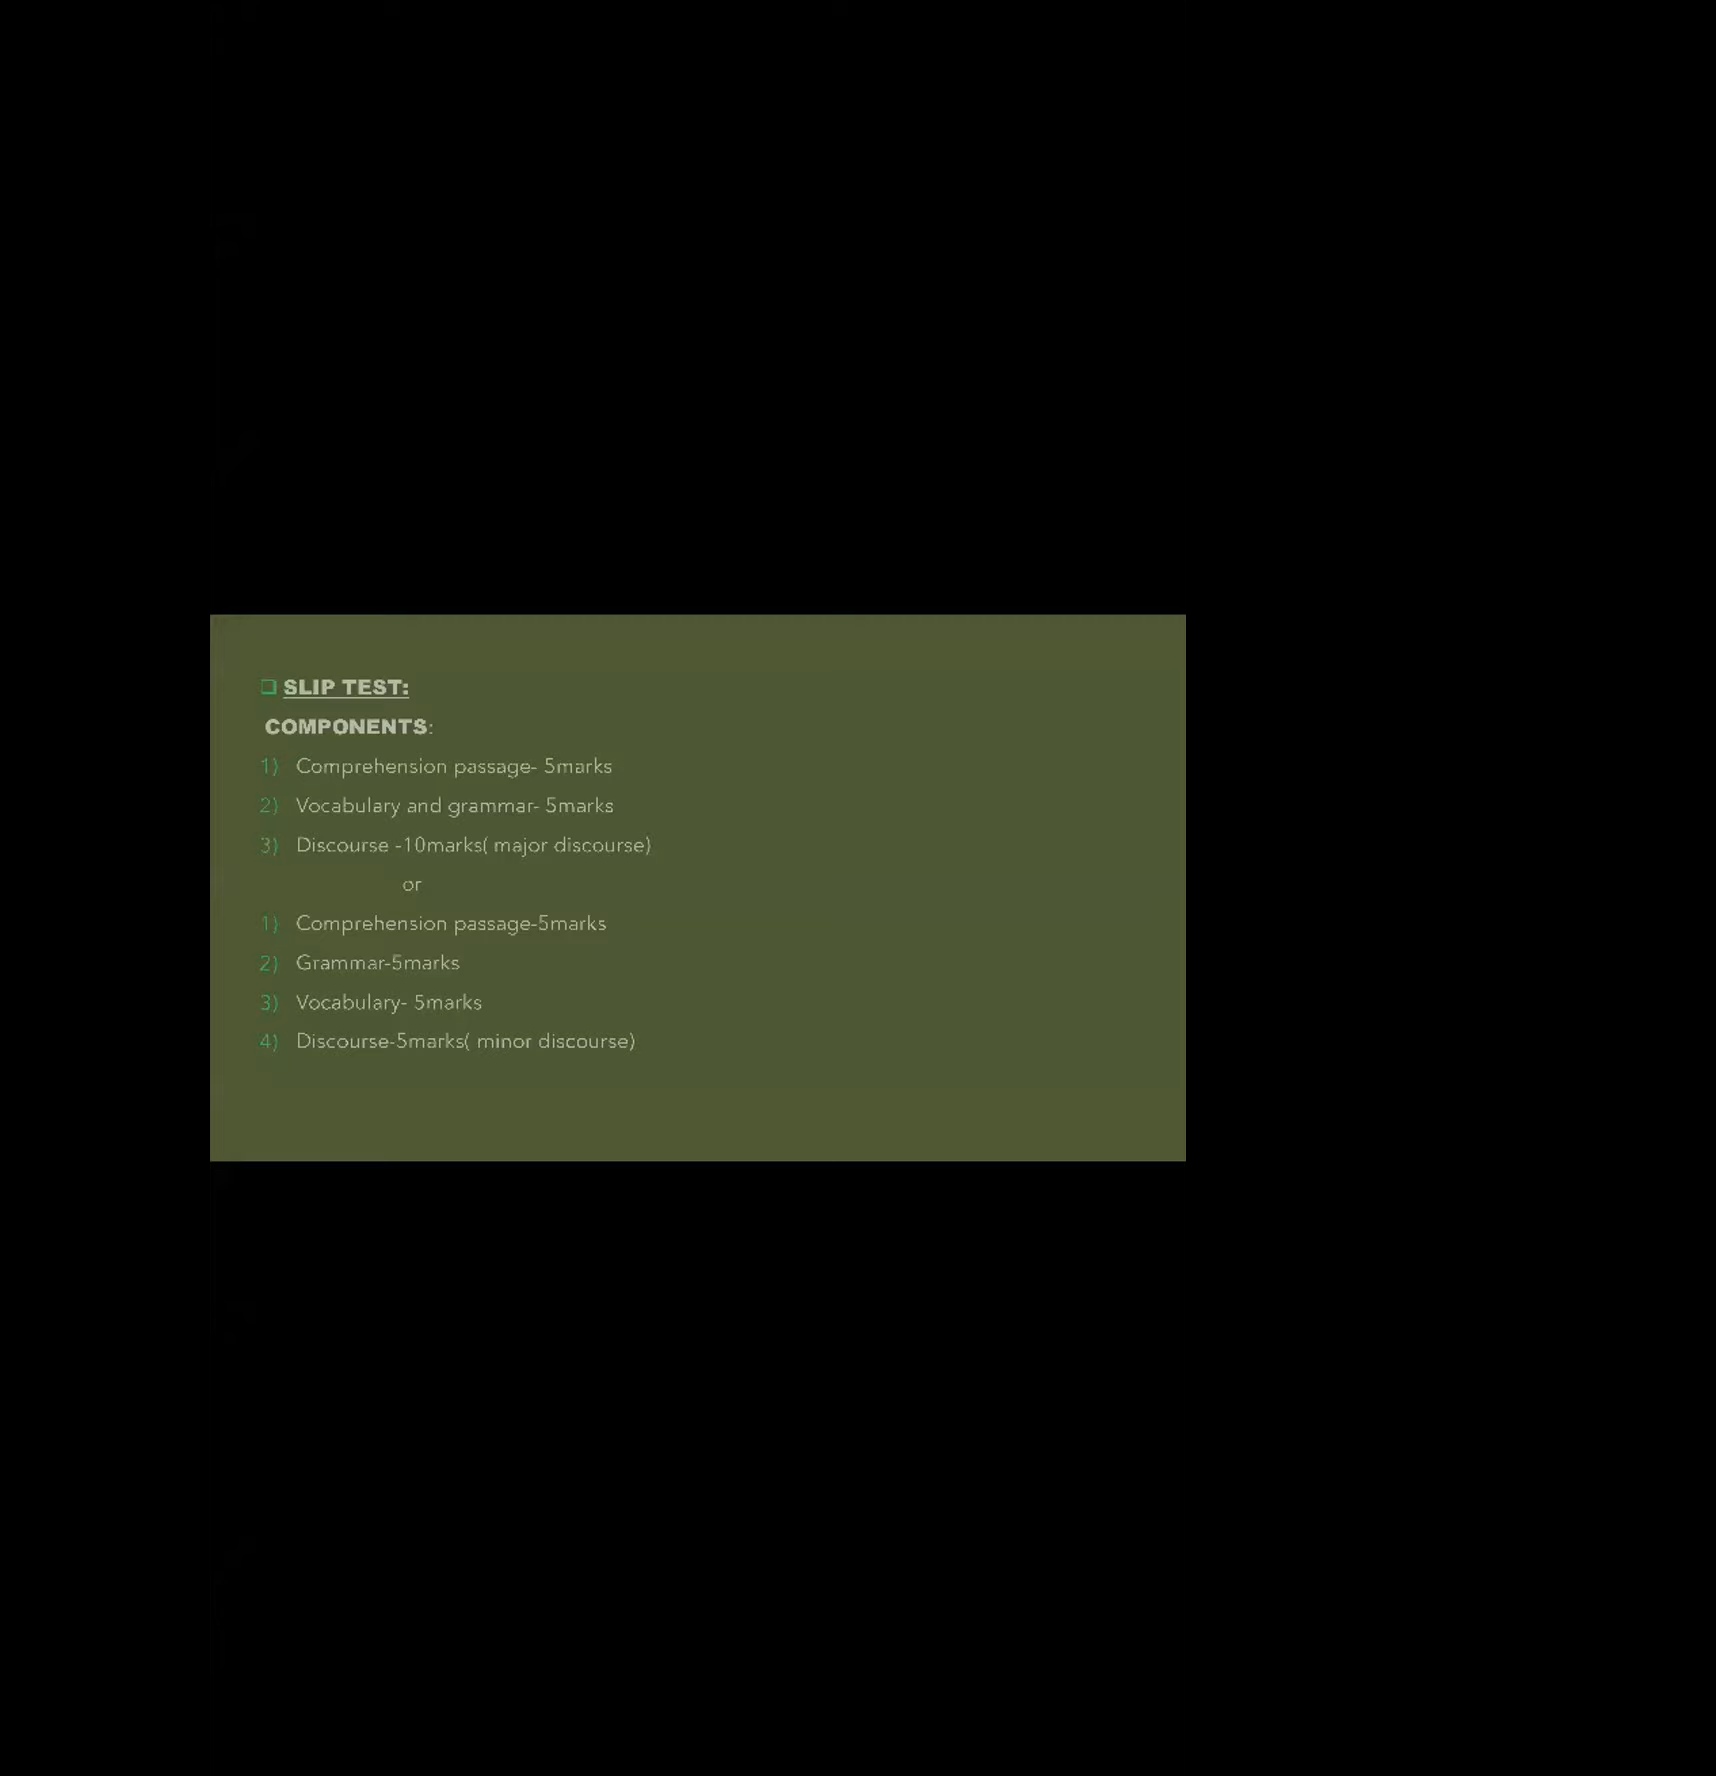 ❑ SLIP TEST:
COMPONENTS:
1) Comprehension passage- 5marks
2) Vocabulary and grammar- 5marks
3) Discourse -10marks( major discourse)
or
1) Comprehension passage-5marks
2) Grammar-5marks
3) Vocabulary- 5marks
4) Discourse-5marks( minor discourse)